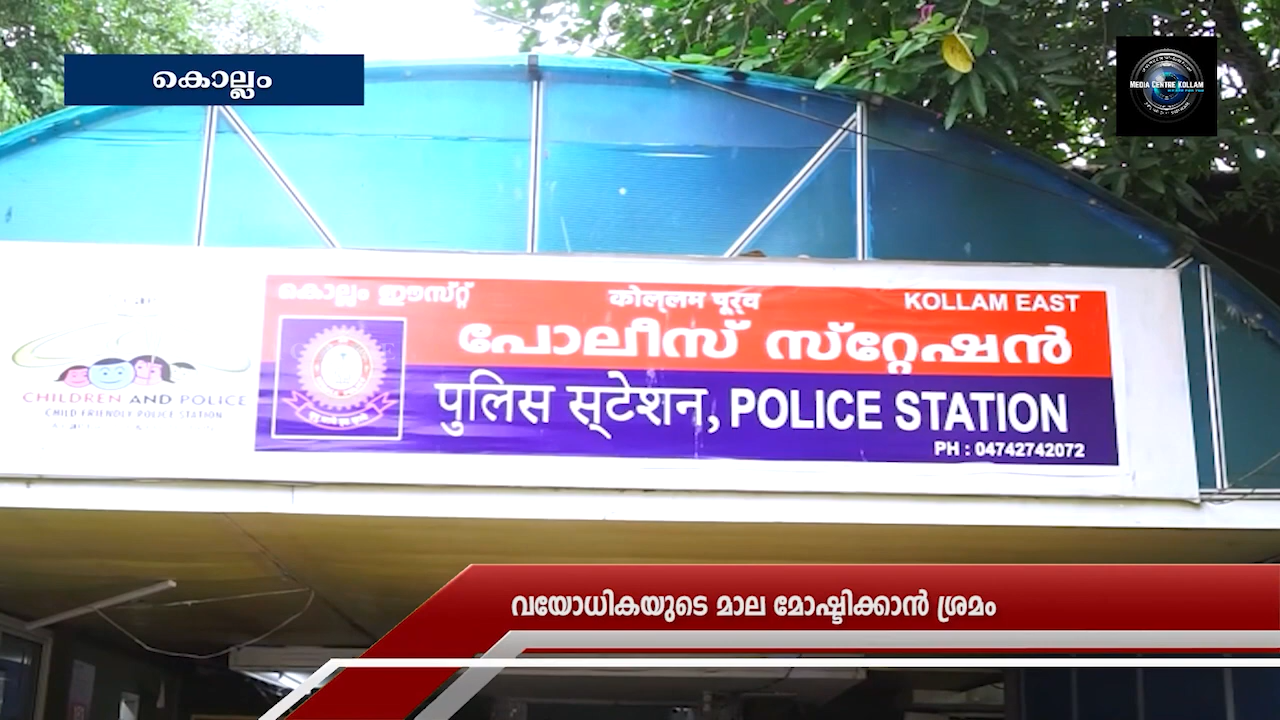 കൊല്ലം
MEDIA CENTRE KOLLAM
കൊല്ലം ഈസ്റ്റ് कोल्लम पूर्व KOLLAM EAST
പോലീസ് സ്റ്റേഷൻ
पुलिस स्टेशन, POLICE STATION
PH : 04742742072
CHILDREN AND POLICE
CHILD FRIENDLY POLICE STATION
വയോധികയുടെ മാല മോഷ്ടിക്കാൻ ശ്രമം